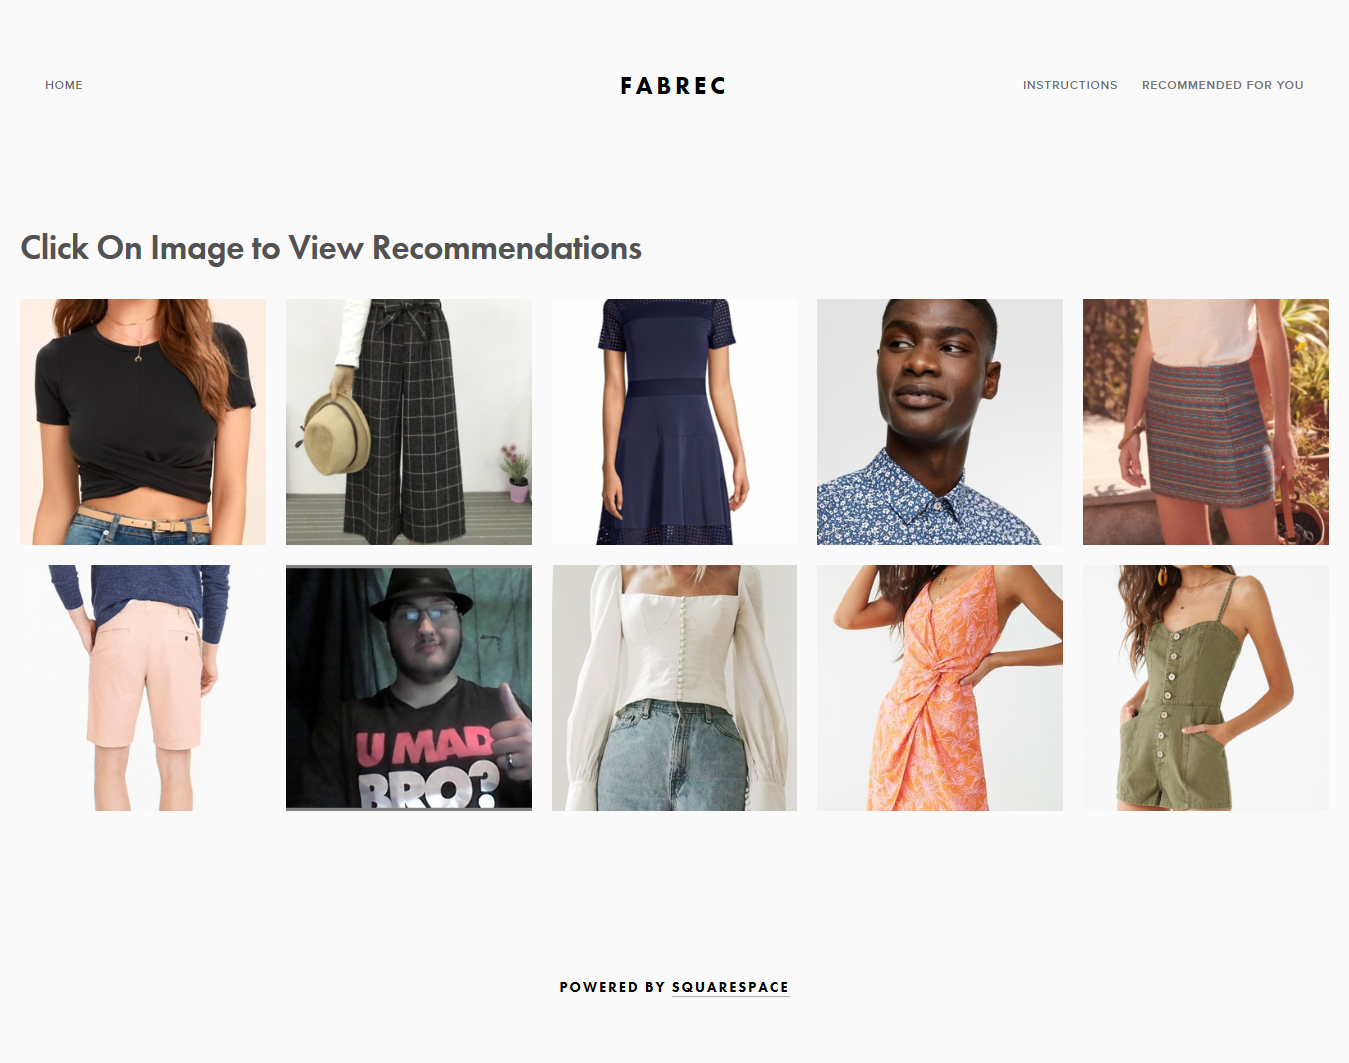 HOME
FABREC
INSTRUCTIONS
RECOMMENDED FOR YOU
Click On Image to View Recommendations
U MAD
BRO?
POWERED BY SQUARESPACE